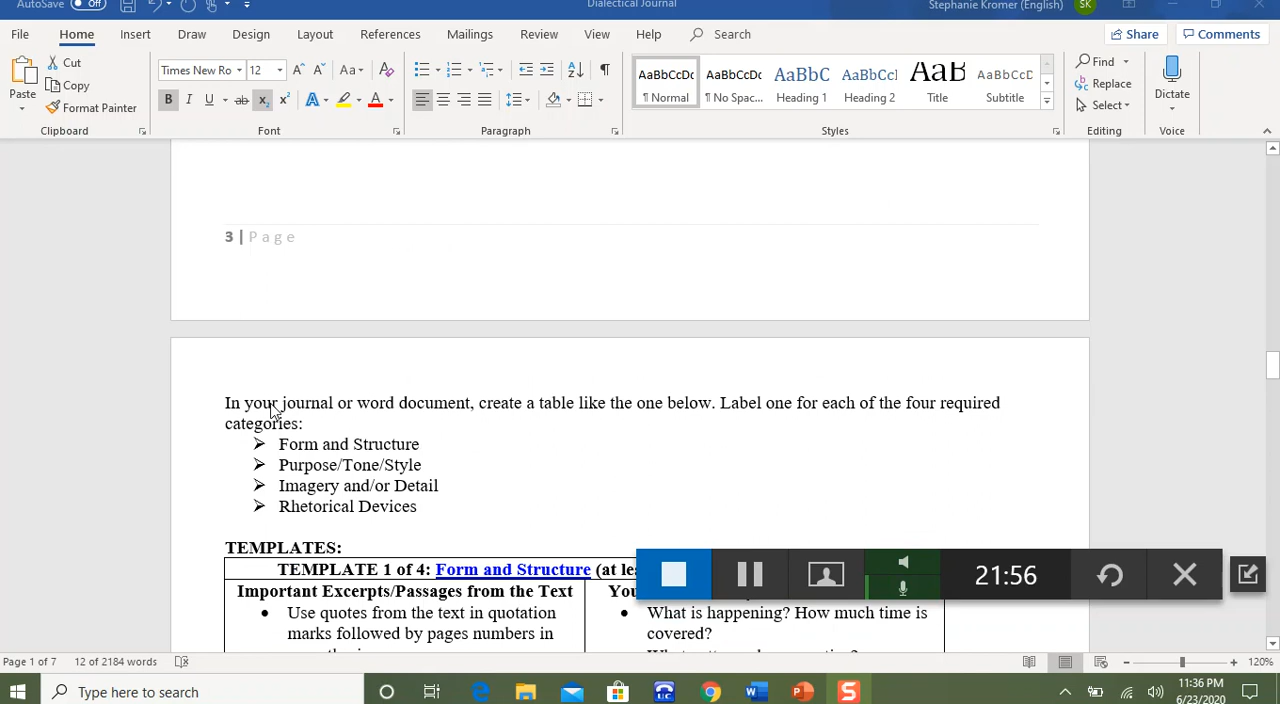 AutoSave Off Dialectical Journal Stephanie Kromer (English) SK
File Home Insert Draw Design Layout References Mailings Review View Help Search Share Comments
Paste Cut Copy Format Painter
Times New Ro 12 Aa
B I U ab x₂ x² A A
AaBbCcDc AaBbCcDc AaBbC AaBbCcI AaB AaBbCcD
¶ Normal ¶ No Spac... Heading 1 Heading 2 Title Subtitle
Find Replace Select Dictate
Clipboard Font Paragraph Styles Editing Voice
3 | Page
In your journal or word document, create a table like the one below. Label one for each of the four required
categories:
Form and Structure
Purpose/Tone/Style
Imagery and/or Detail
Rhetorical Devices
TEMPLATES:
TEMPLATE 1 of 4: Form and Structure (at
Important Excerpts/Passages from the Text
• Use quotes from the text in quotation
marks followed by pages numbers in
• What is happening? How much time is
covered?
21:56
Page 1 of 7 12 of 2184 words 120%
Type here to search 11:36 PM
6/23/2020